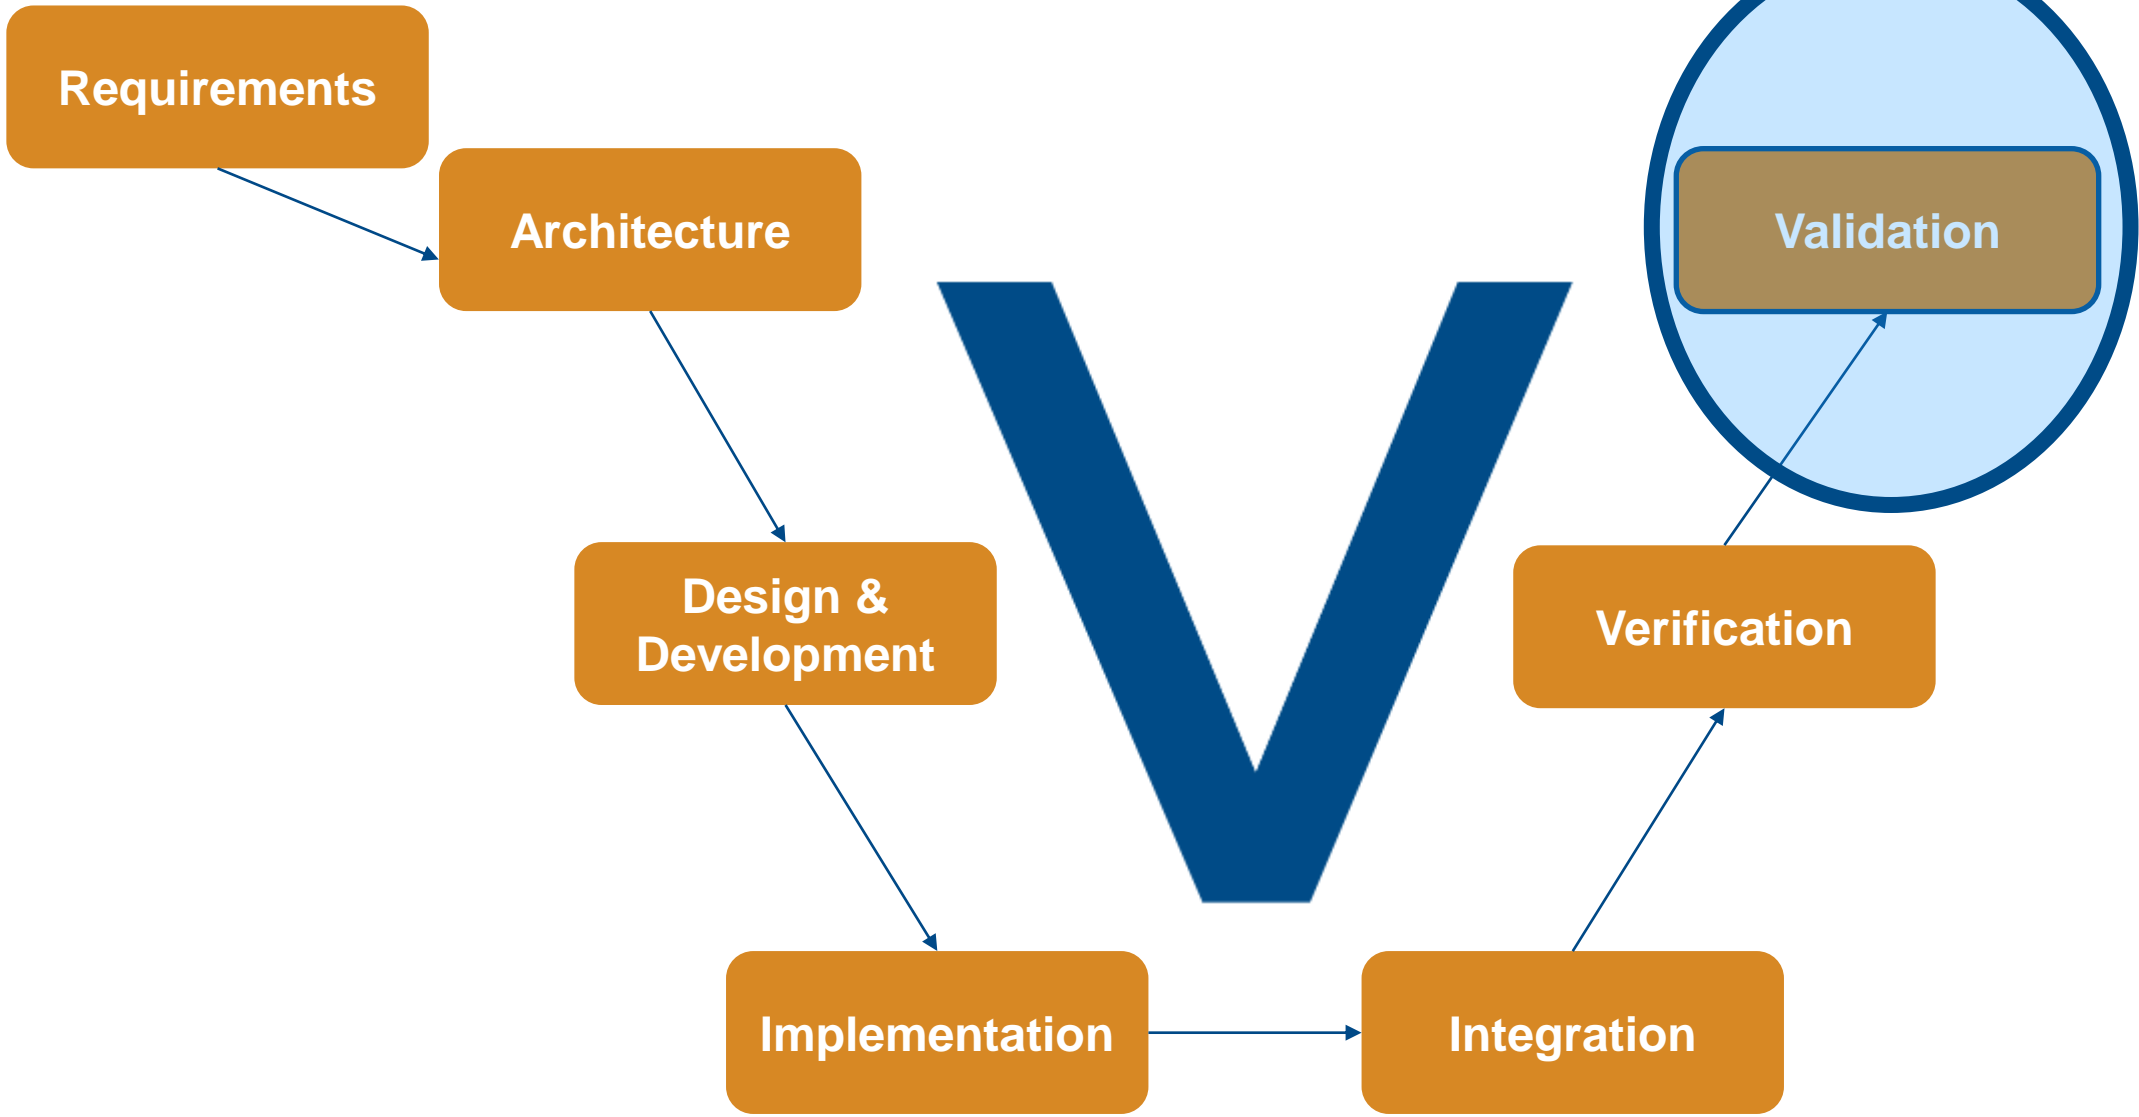 Requirements
Architecture
V
Validation
Design &
Development
Verification
Implementation
Integration